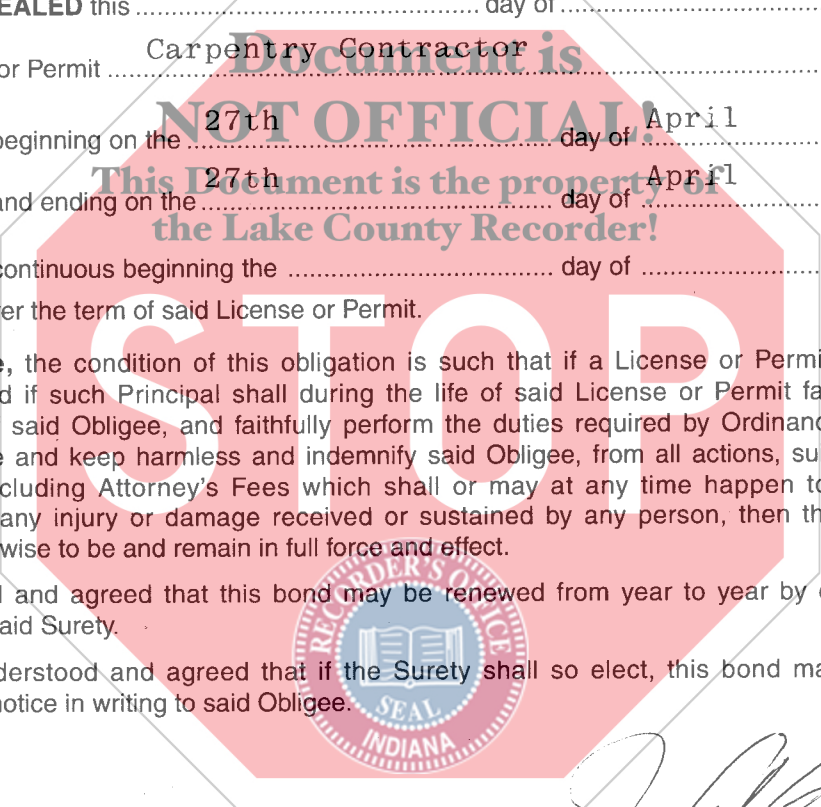 EALED this .................................................. day of ..................................................
Carpentry Contractor
or Permit ..................................................
Document is
NOT OFFICIAL!
27th April
beginning on the .................................................. day of ..............................
This Document is the property of
27th April
and ending on the .................................................. day of ..............................
the Lake County Recorder!
continuous beginning the ........................................ day of ..............................
er the term of said License or Permit.
STOP
e, the condition of this obligation is such that if a License or Permi
d if such Principal shall during the life of said License or Permit fa
said Obligee, and faithfully perform the duties required by Ordinanc
e and keep harmless and indemnify said Obligee, from all actions, su
cluding Attorney's Fees which shall or may at any time happen to
any injury or damage received or sustained by any person, then th
wise to be and remain in full force and effect.
d and agreed that this bond may be renewed from year to year by
aid Surety.
derstood and agreed that if the Surety shall so elect, this bond ma
notice in writing to said Obligee.
RECORDER'S OFFICE
SEAL
INDIANA